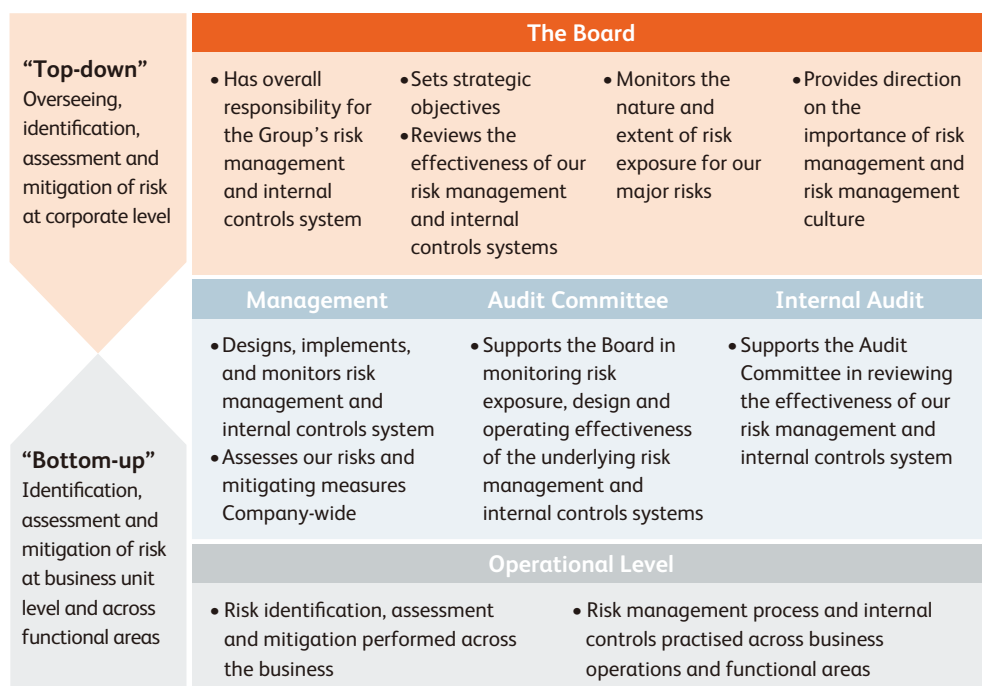 “Top-down”
Overseeing,
identification,
assessment and
mitigation of risk
at corporate level
The Board
• Has overall
responsibility for
the Group’s risk
management
and internal
controls system
• Sets strategic
objectives
• Reviews the
effectiveness of our
risk management
and internal
controls systems
• Monitors the
nature and
extent of risk
exposure for our
major risks
• Provides direction
on the
importance of risk
management and
risk management
culture
“Bottom-up”
Identification,
assessment and
mitigation of risk
at business unit
level and across
functional areas
Management
• Designs, implements,
and monitors risk
management and
internal controls system
• Assesses our risks and
mitigating measures
Company-wide
Audit Committee
• Supports the Board in
monitoring risk
exposure, design and
operating effectiveness
of the underlying risk
management and
internal controls systems
Internal Audit
• Supports the Audit
Committee in reviewing
the effectiveness of our
risk management and
internal controls system
Operational Level
• Risk identification, assessment
and mitigation performed across
the business
• Risk management process and internal
controls practised across business
operations and functional areas